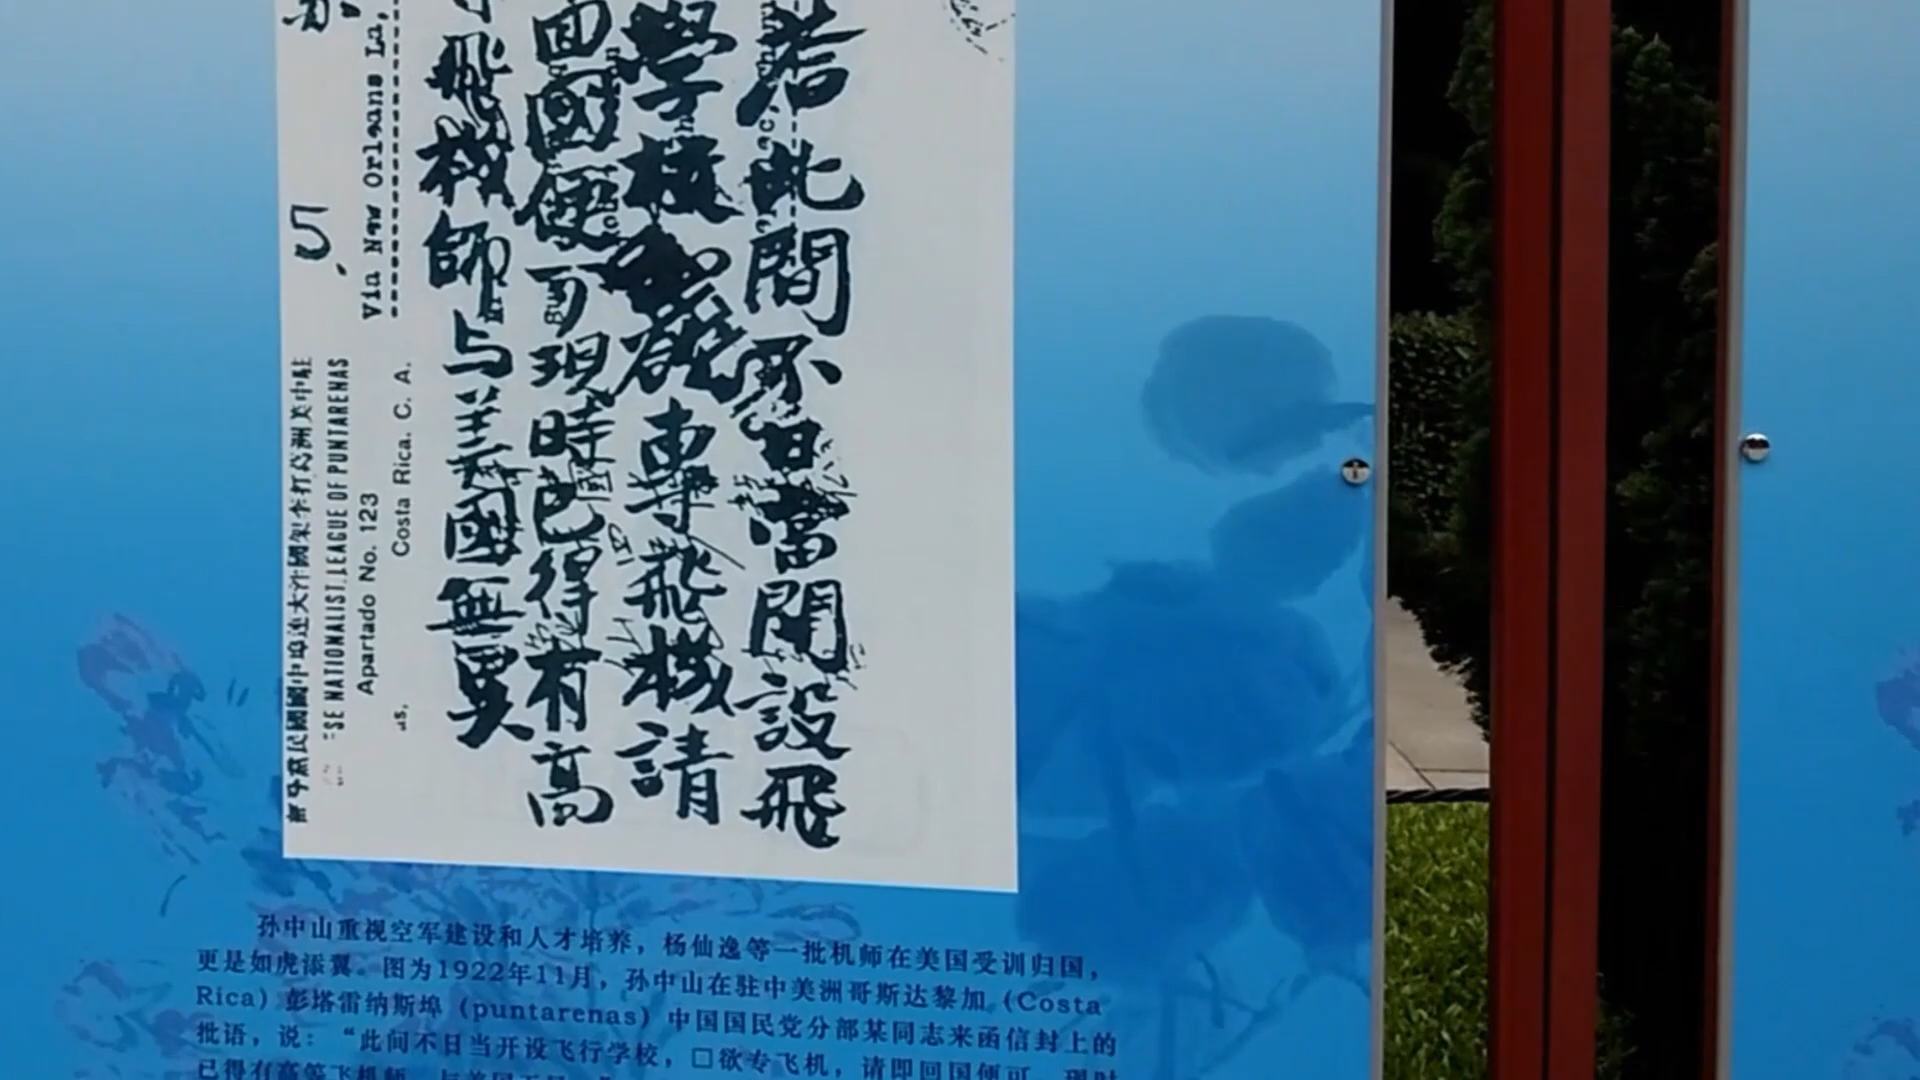 若此間不日當開設飛
學校專飛機請
回國便可現時已得有高
飛機師与美國無異
Via New Orleans La,
5.
Costa Rica. C. A.
Apartado No. 123
SE NATIONALIST LEAGUE OF PUNTARENAS
us,
孙中山重视空军建设和人才培养，杨仙逸等一批机师在美国受训归国，
更是如虎添翼。图为1922年11月，孙中山在驻中美洲哥斯达黎加（Costa
Rica）彭塔雷纳斯埠（puntarenas）中国国民党分部某同志来函信封上的
批语，说：“此间不日当开设飞行学校，□欲专飞机，请即回国便可，现时
已得有高等飞机师，与美国无异。”